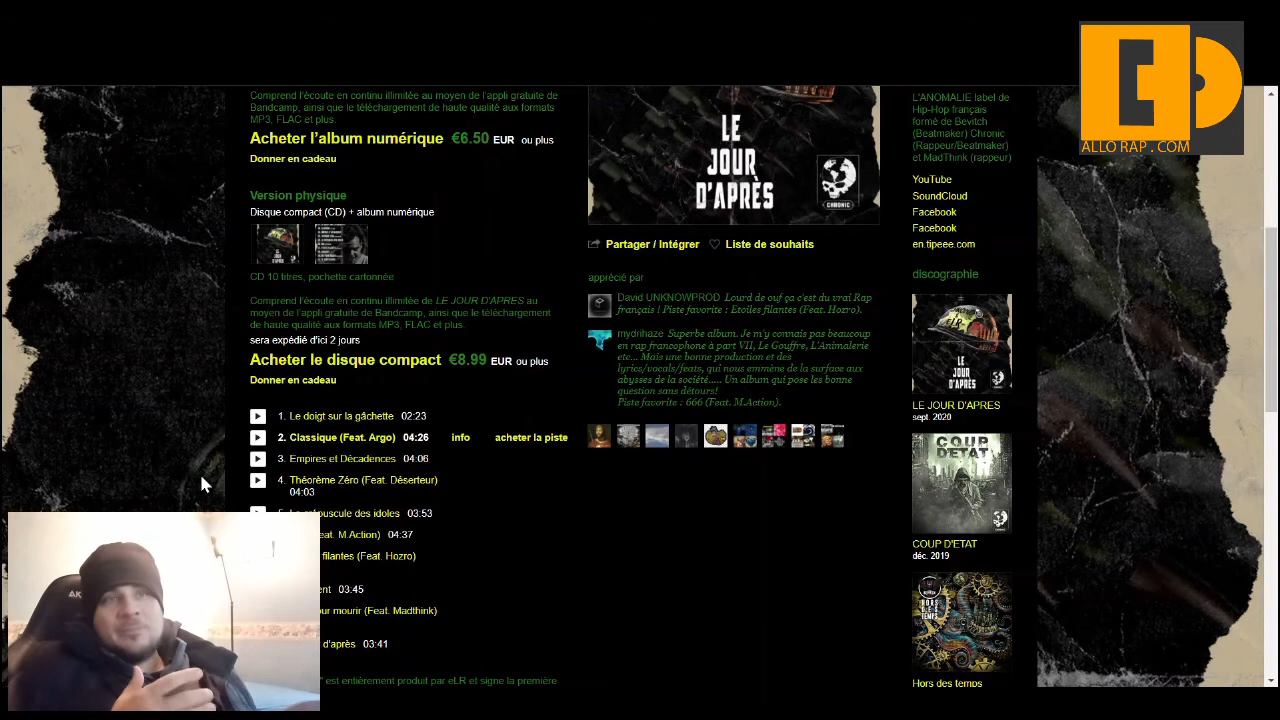 Comprend l'écoute en continu illimitée au moyen de l'appli gratuite de
Bandcamp, ainsi que le téléchargement de haute qualité aux formats
MP3, FLAC et plus.
Acheter l'album numérique €6.50 EUR ou plus
Donner en cadeau
Version physique
Disque compact (CD) + album numérique
CD 10 titres, pochette cartonnée
Comprend l'écoute en continu illimitée de LE JOUR D'APRES au
moyen de l'appli gratuite de Bandcamp, ainsi que le téléchargement
de haute qualité aux formats MP3, FLAC et plus.
sera expédié d'ici 2 jours
Acheter le disque compact €8.99 EUR ou plus
Donner en cadeau
1. Le doigt sur la gâchette 02:23
2. Classique (Feat. Argo) 04:26 info acheter la piste
3. Empires et Décadences 04:06
4. Théorème Zéro (Feat. Déserteur)
04:03
des idoles 03:53
M.Action) 04:37
filantes (Feat. Hozro)
03:45
mourir (Feat. Madthink)
d'après 03:41
est entièrement produit par eLR et signe la première
AK
LE
JOUR
D'APRÈS
CHRONIC
Partager / Intégrer Liste de souhaits
apprécié par
David UNKNOWPROD Lourd de ouf ça c'est du vrai Rap
français ! Piste favorite : Etoiles filantes (Feat. Hozro).
mydrihaze Superbe album. Je m'y connais pas beaucoup
en rap francophone à part VII, Le Gouffre, L'Animalerie
etc... Mais une bonne production et des
lyrics/vocals/feats, qui nous emmène de la surface aux
abysses de la société..... Un album qui pose les bonne
question sans détours!
Piste favorite : 666 (Feat. M.Action).
ALLO RAP . COM
L'ANOMALIE label de
Hip-Hop français
formé de Bevitch
(Beatmaker) Chronic
(Rappeur/Beatmaker)
et MadThink (rappeur)
YouTube
SoundCloud
Facebook
Facebook
en.tipeee.com
discographie
LE
JOUR
D'APRÈS
LE JOUR D'APRES
sept. 2020
COUP
D'ETAT
COUP D'ETAT
déc. 2019
HORS
DES
TEMPS
Hors des temps